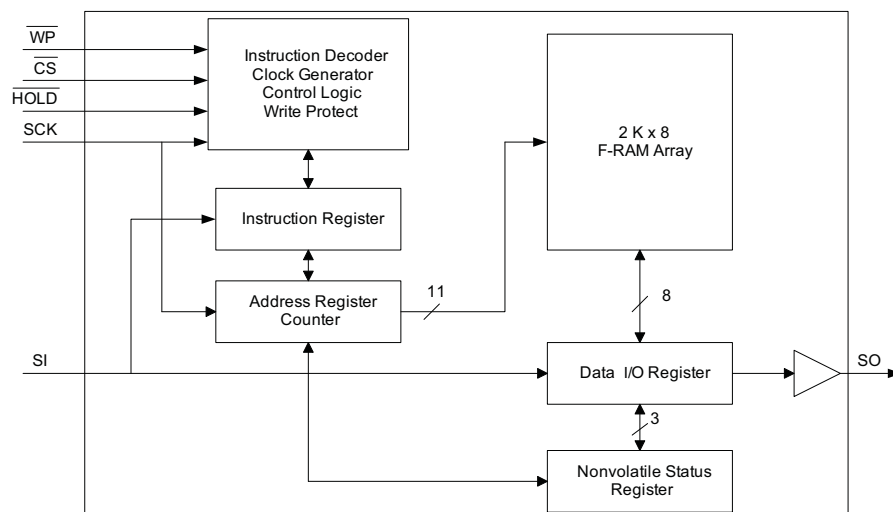 WP
CS
HOLD
SCK
Instruction Decoder
Clock Generator
Control Logic
Write Protect
2 K x 8
F-RAM Array
Instruction Register
Address Register
Counter
11
8
SI
Data I/O Register
SO
3
Nonvolatile Status
Register